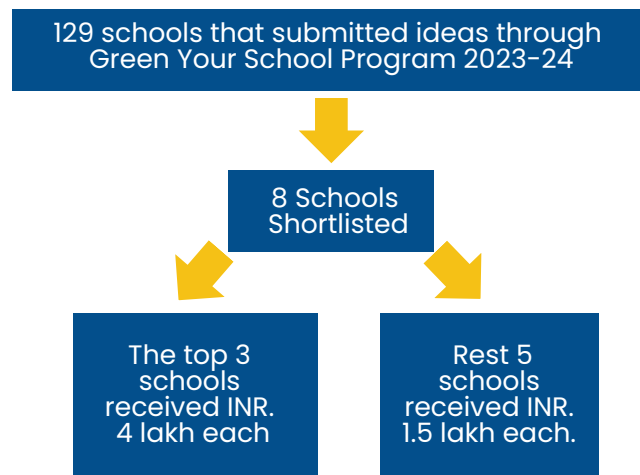 129 schools that submitted ideas through
Green Your School Program 2023-24
8 Schools
Shortlisted
The top 3
schools
received INR.
4 lakh each
Rest 5
schools
received INR.
1.5 lakh each.